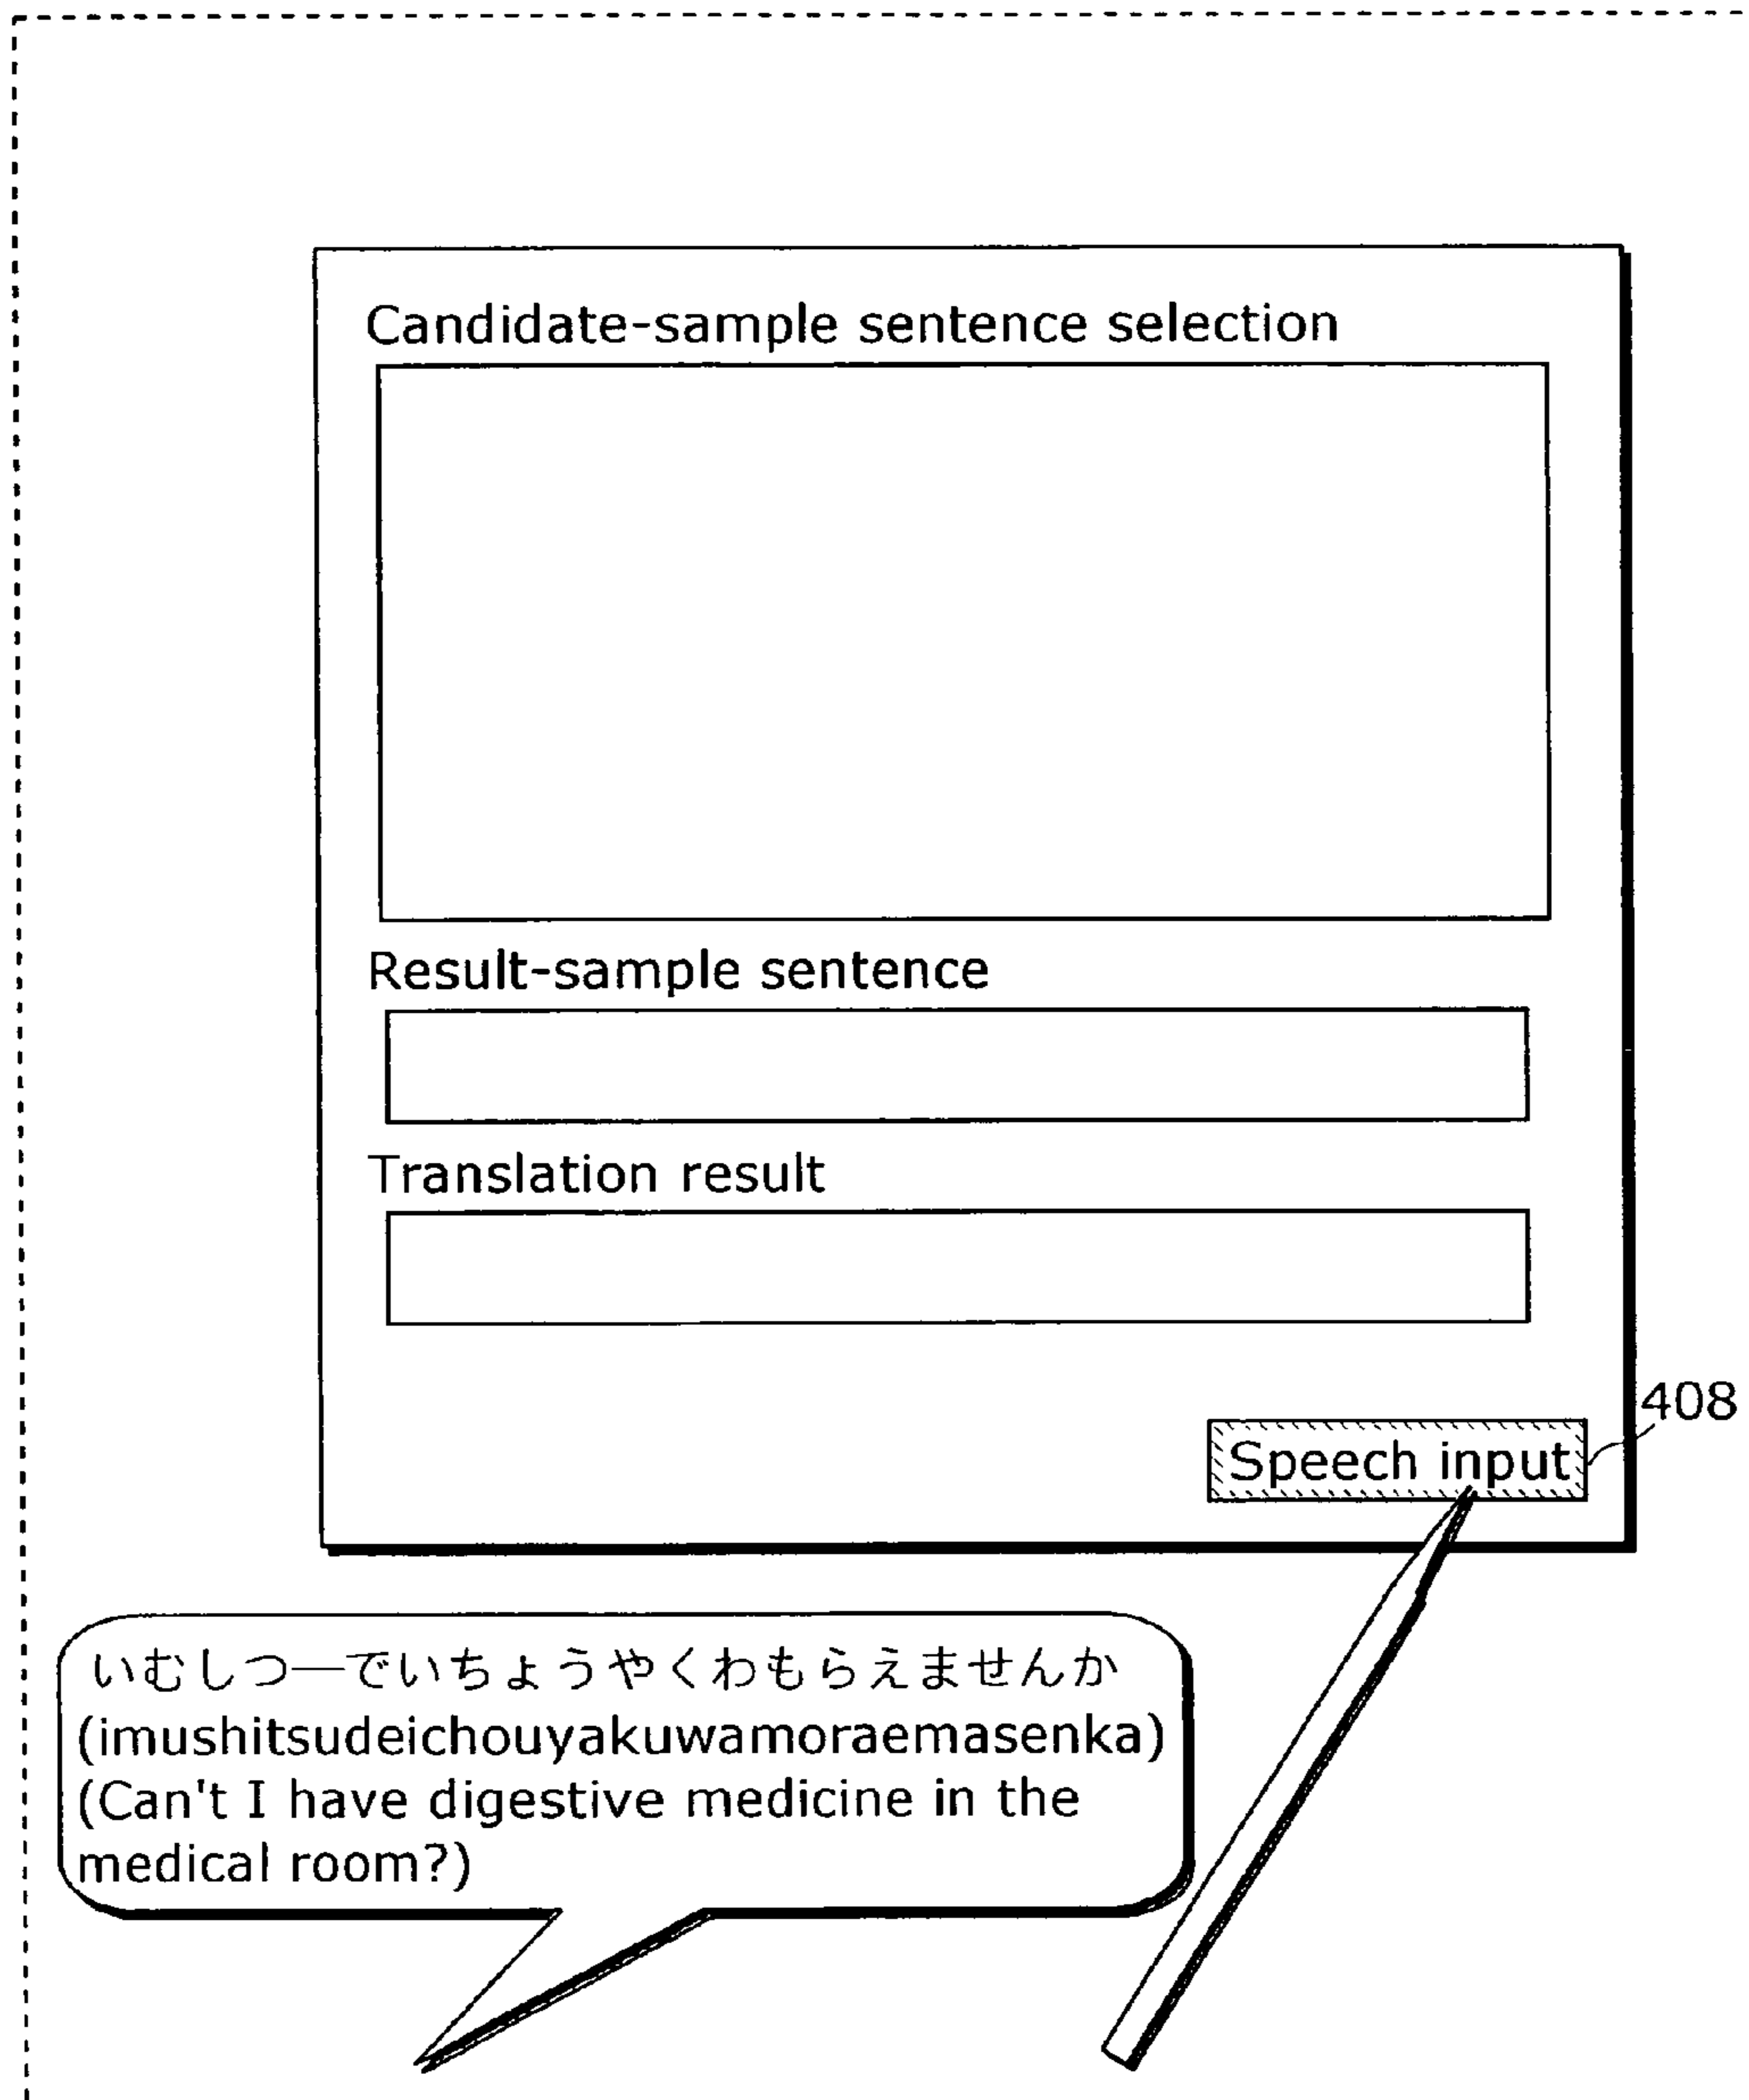 Candidate-sample sentence selection
Result-sample sentence
Translation result
408
Speech input
いむしつ―でいちょうやくわもらえませんか
(imushitsudeichouyakuwamoraemasenka)
(Can't I have digestive medicine in the
medical room?)